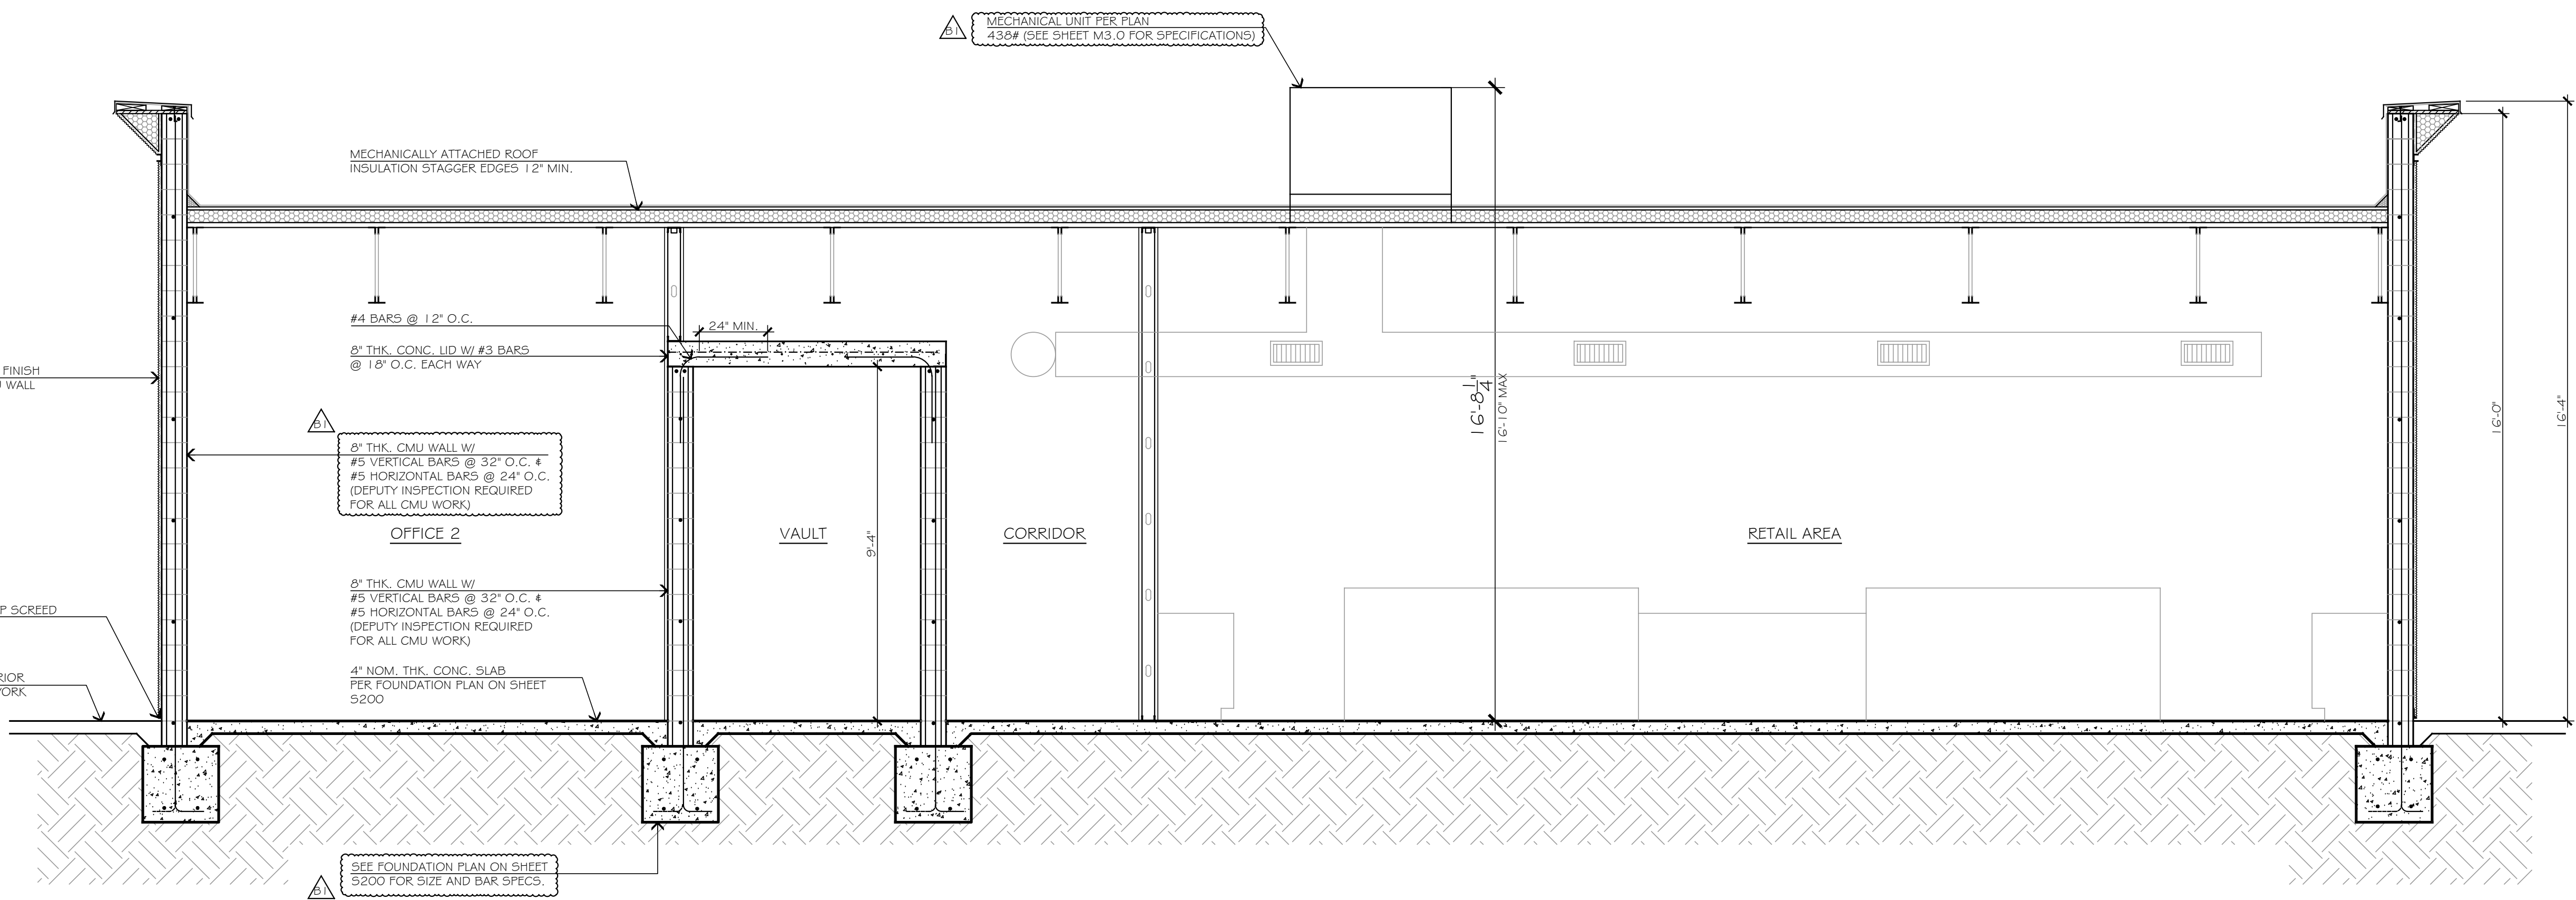 B1
MECHANICAL UNIT PER PLAN
438# (SEE SHEET M3.0 FOR SPECIFICATIONS)
MECHANICALLY ATTACHED ROOF
INSULATION STAGGER EDGES 12" MIN.
#4 BARS @ 12" O.C.
24" MIN.
8" THK. CONC. LID W/ #3 BARS
@ 18" O.C. EACH WAY
FINISH
WALL
B1
8" THK. CMU WALL W/
#5 VERTICAL BARS @ 32" O.C. &
#5 HORIZONTAL BARS @ 24" O.C.
(DEPUTY INSPECTION REQUIRED
FOR ALL CMU WORK)
16'-8 1/4"
16'-10" MAX
16'-0"
16'-4"
OFFICE 2
VAULT
9'-4"
CORRIDOR
RETAIL AREA
8" THK. CMU WALL W/
#5 VERTICAL BARS @ 32" O.C. &
#5 HORIZONTAL BARS @ 24" O.C.
(DEPUTY INSPECTION REQUIRED
FOR ALL CMU WORK)
P SCREED
4" NOM. THK. CONC. SLAB
PER FOUNDATION PLAN ON SHEET
S200
RIOR
ORK
SEE FOUNDATION PLAN ON SHEET
S200 FOR SIZE AND BAR SPECS.
B1